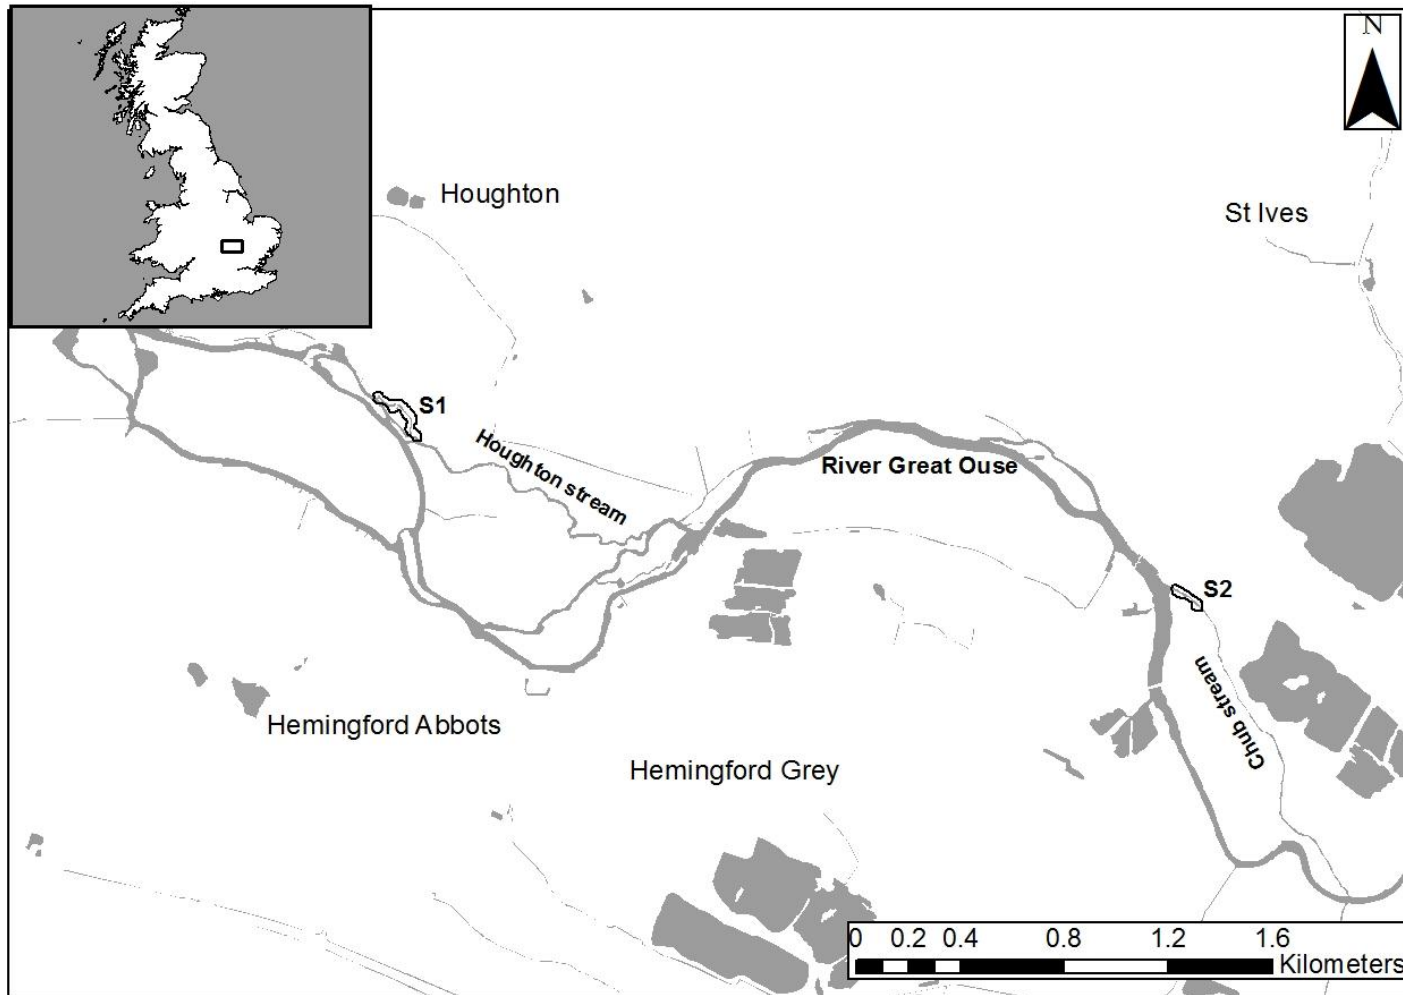 N
Houghton
St Ives
S1
Houghton stream
River Great Ouse
S2
Chub stream
Hemingford Abbots
Hemingford Grey
0 0.2 0.4 0.8 1.2 1.6
Kilometers